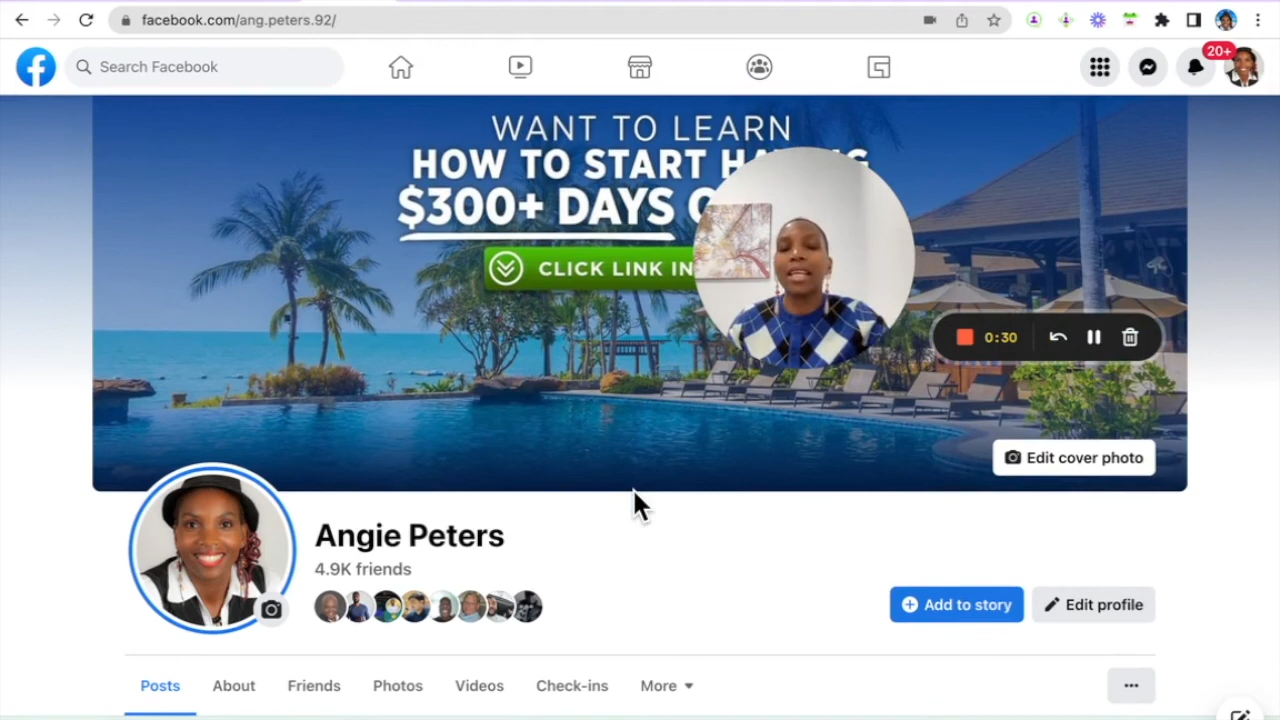 facebook.com/ang.peters.92/
Search Facebook
20+
WANT TO LEARN
HOW TO START
$300+ DAYS
CLICK LINK IN
0:30
Edit cover photo
Angie Peters
4.9K friends
Add to story
Edit profile
Posts
About
Friends
Photos
Videos
Check-ins
More